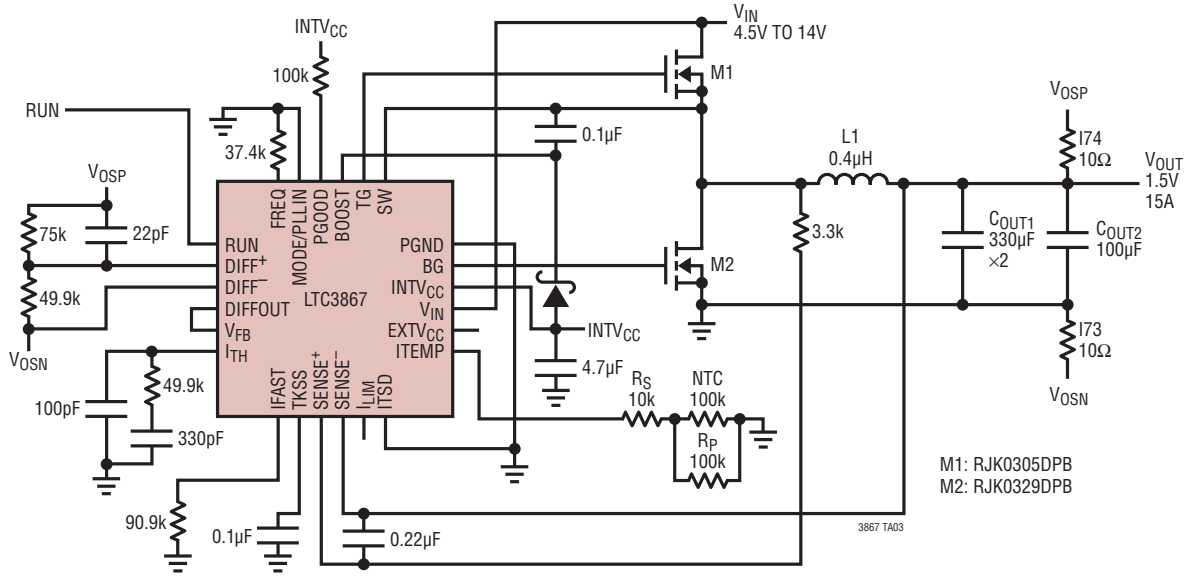 INTVCC
100k
RUN
37.4k
VIN
4.5V TO 14V
M1
0.1µF
VOSP
75k
22pF
49.9k
VOSN
FREQ
MODE/PLLIN
PGOOD
BOOST
TG
SW
RUN
DIFF+
DIFF–
DIFFOUT
VFB
ITH
LTC3867
PGND
BG
INTVCC
VIN
EXTVCC
ITEMP
IFAST
TKSS
SENSE+
SENSE–
ILIM
ITSD
M2
INTVCC
4.7µF
L1
0.4µH
3.3k
VOSP
I74
10Ω
VOUT
1.5V
15A
COUT1
330µF
×2
COUT2
100µF
I73
10Ω
VOSN
49.9k
100pF
330pF
90.9k
0.1µF
0.22µF
RS
10k
NTC
100k
RP
100k
M1: RJK0305DPB
M2: RJK0329DPB
3867 TA03